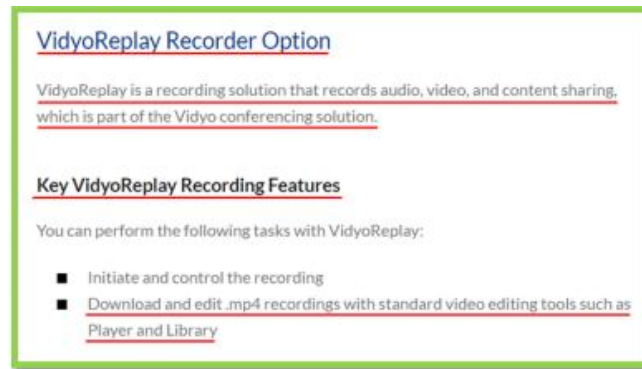 VidyoReplay Recorder Option
VidyoReplay is a recording solution that records audio, video, and content sharing,
which is part of the Vidyo conferencing solution.
Key VidyoReplay Recording Features
You can perform the following tasks with VidyoReplay:
■ Initiate and control the recording
■ Download and edit .mp4 recordings with standard video editing tools such as
Player and Library